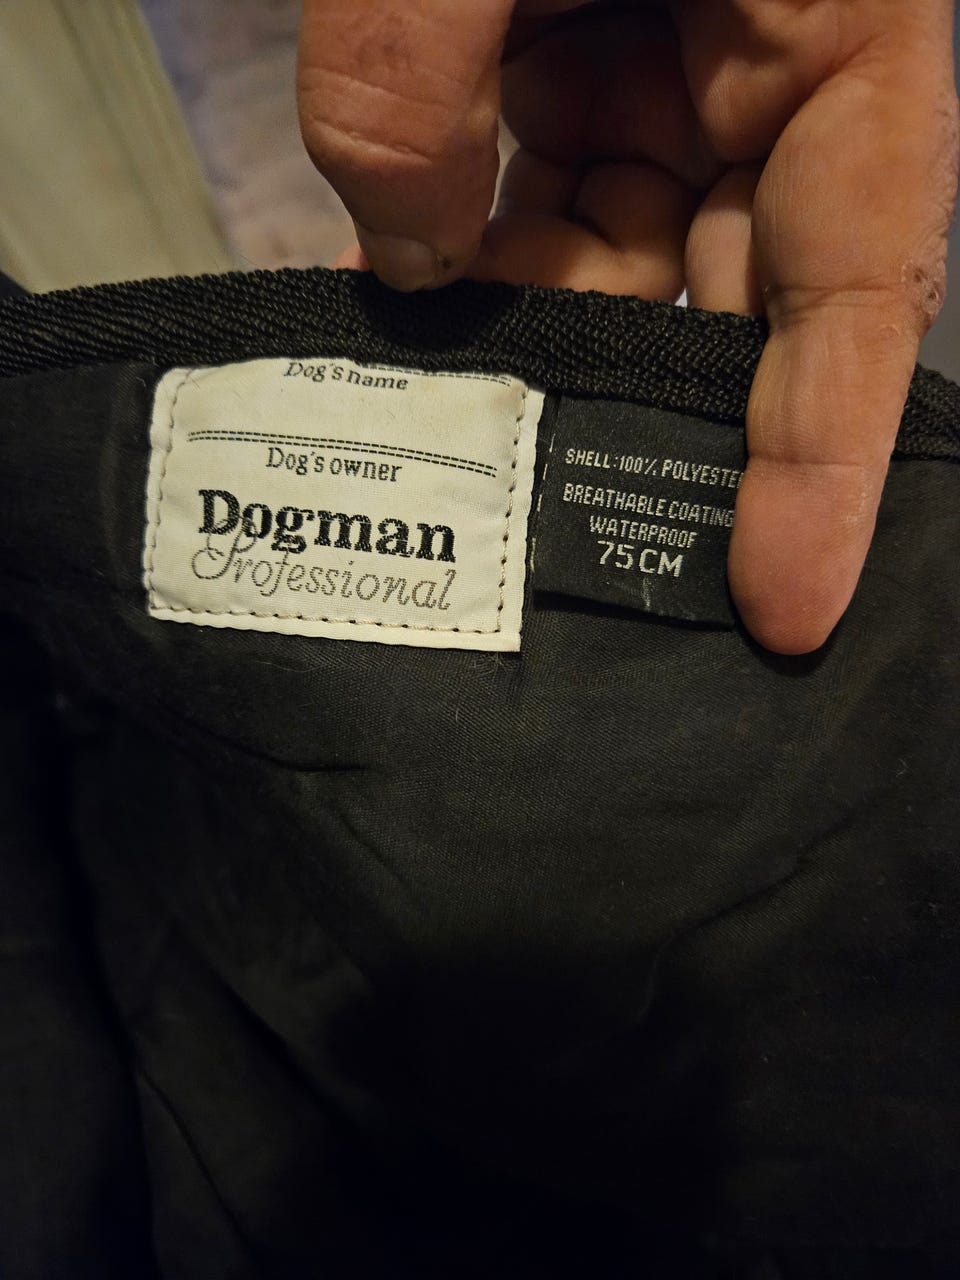 Dog's name
Dog's owner
Dogman
Professional
SHELL:100% POLYESTER
BREATHABLE COATING
WATERPROOF
75CM